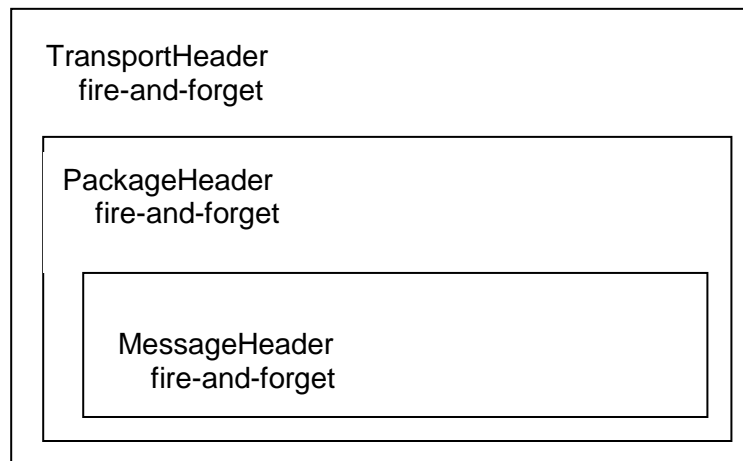 TransportHeader
fire-and-forget
PackageHeader
fire-and-forget
MessageHeader
fire-and-forget